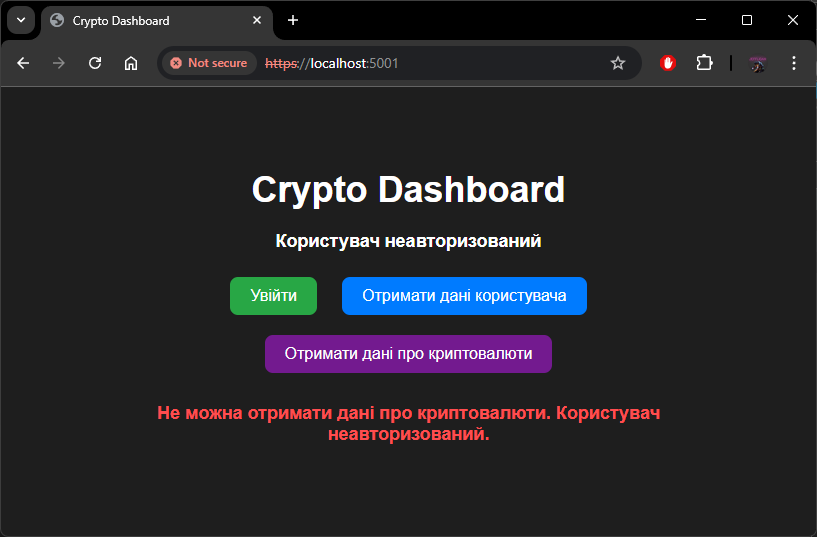 Crypto Dashboard
Not secure https://localhost:5001
Crypto Dashboard
Користувач неавторизований
Увійти Отримати дані користувача
Отримати дані про криптовалюти
Не можна отримати дані про криптовалюти. Користувач
неавторизований.